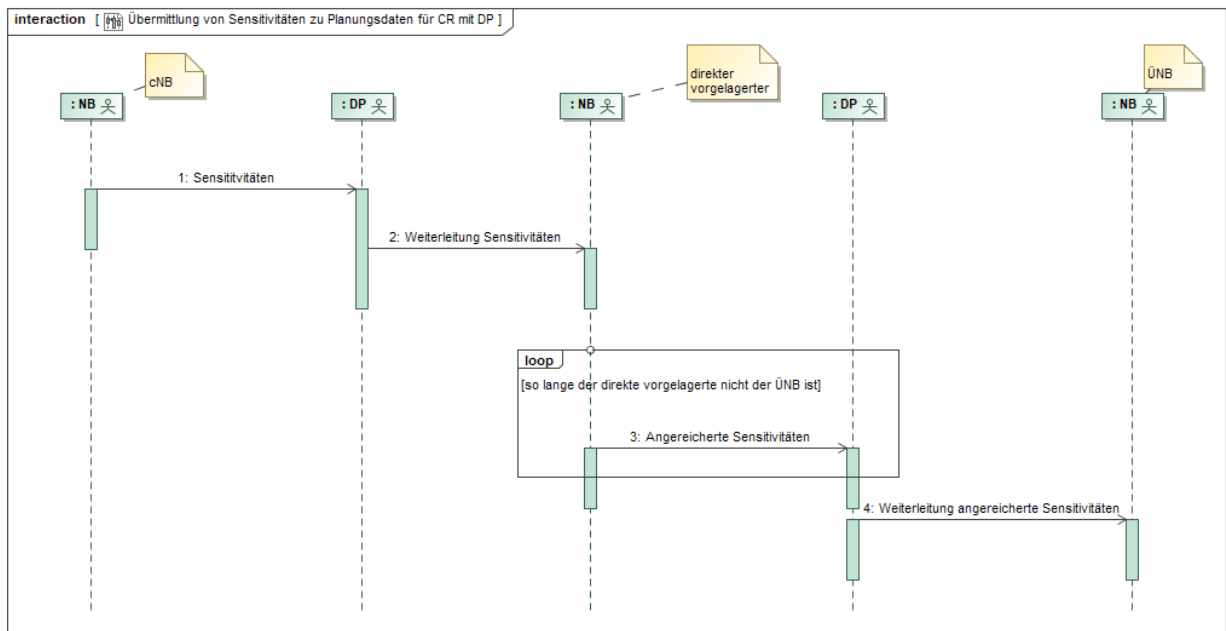 interaction [ Übermittlung von Sensitivitäten zu Planungsdaten für CR mit DP ]
cNB
direkter
vorgelagerter
ÜNB
: NB
: DP
: NB
: DP
: NB
1: Sensititvitäten
2: Weiterleitung Sensitivitäten
loop
[so lange der direkte vorgelagerte nicht der ÜNB ist]
3: Angereicherte Sensitivitäten
4: Weiterleitung angereicherte Sensitivitäten